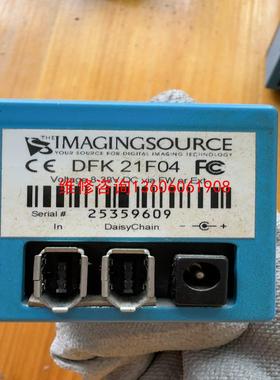 THE
IMAGINGSOURCE
YOUR SOURCE FOR DIGITAL IMAGING TECHNOLOGY
CE DFK 21F04 FC
Voltage 8-30V DC via FW or Ext.
维修咨询13606061908
Serial # 25359609
In DaisyChain